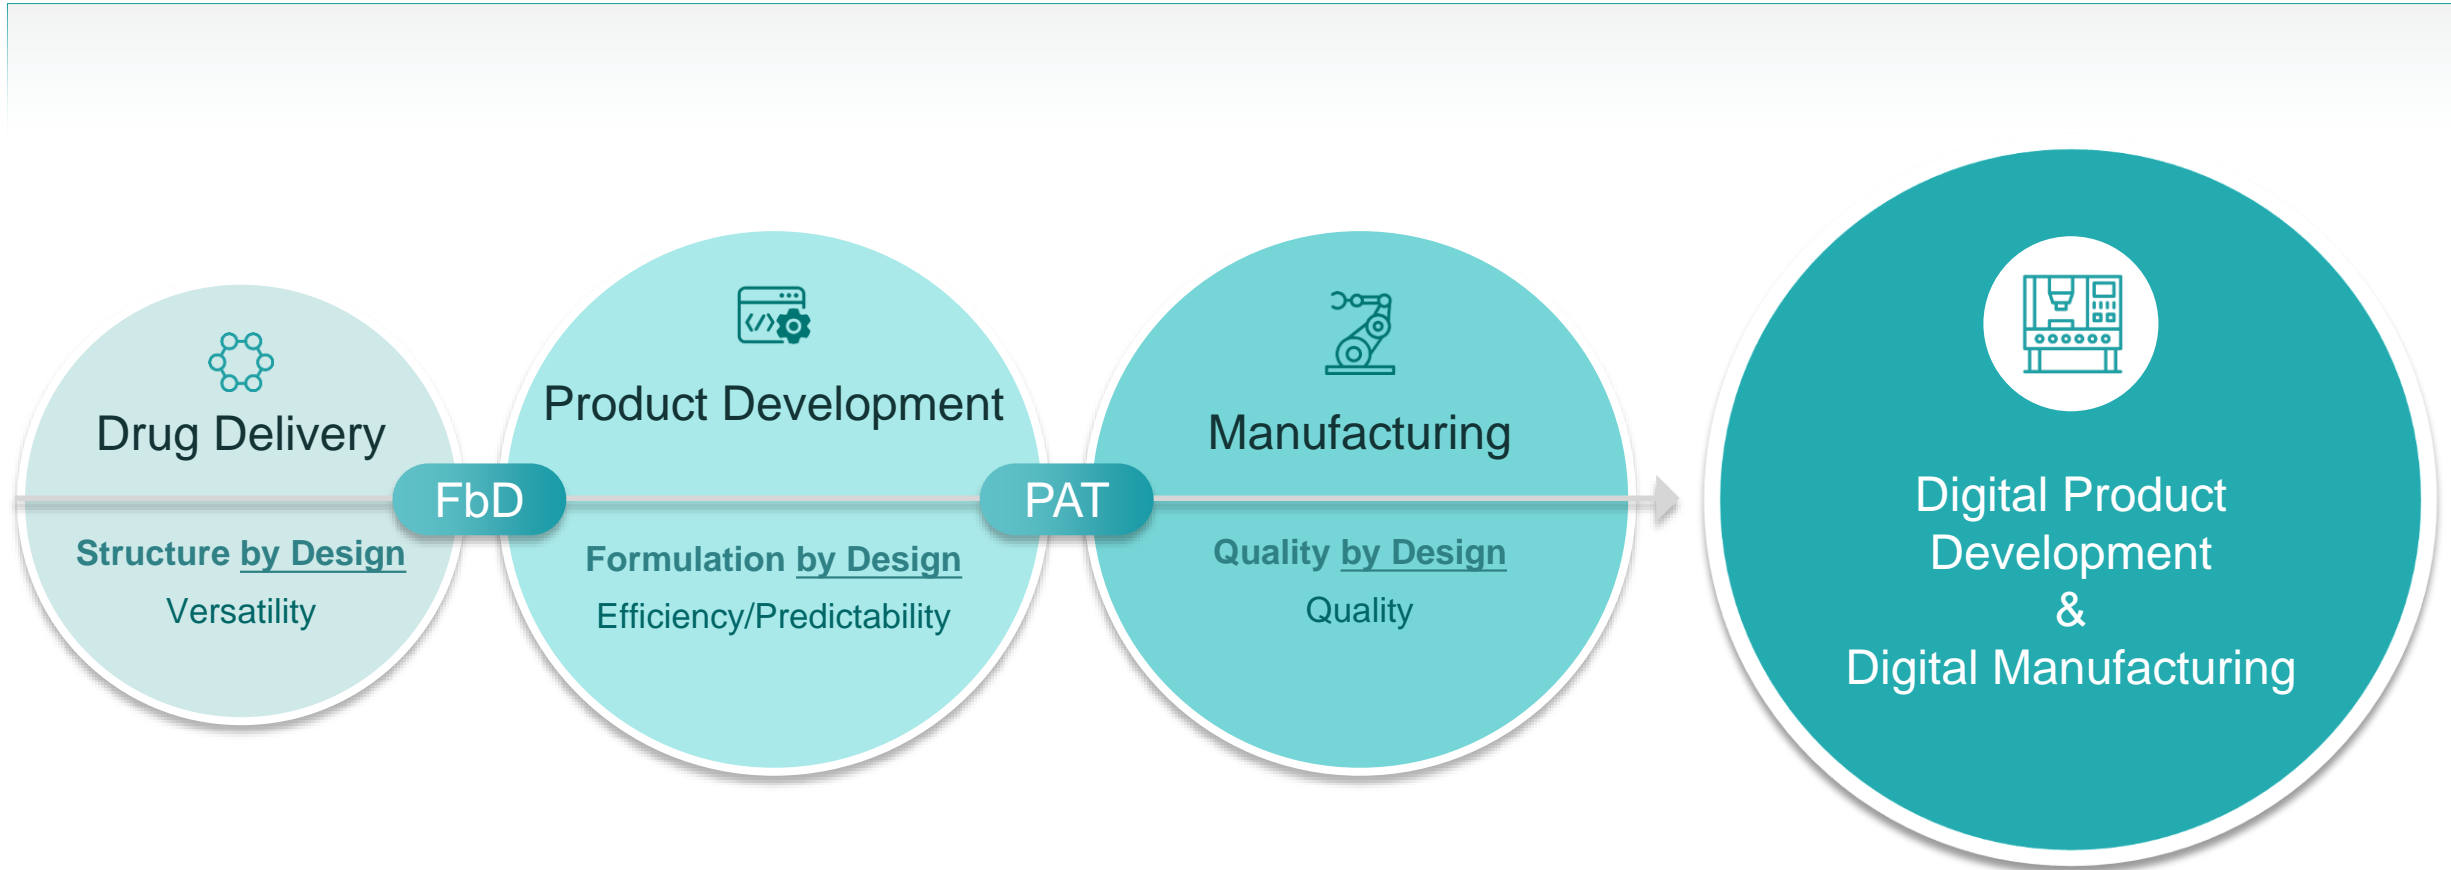 Drug Delivery
Structure by Design
Versatility
FbD
Product Development
Formulation by Design
Efficiency/Predictability
PAT
Manufacturing
Quality by Design
Quality
Digital Product
Development
&
Digital Manufacturing